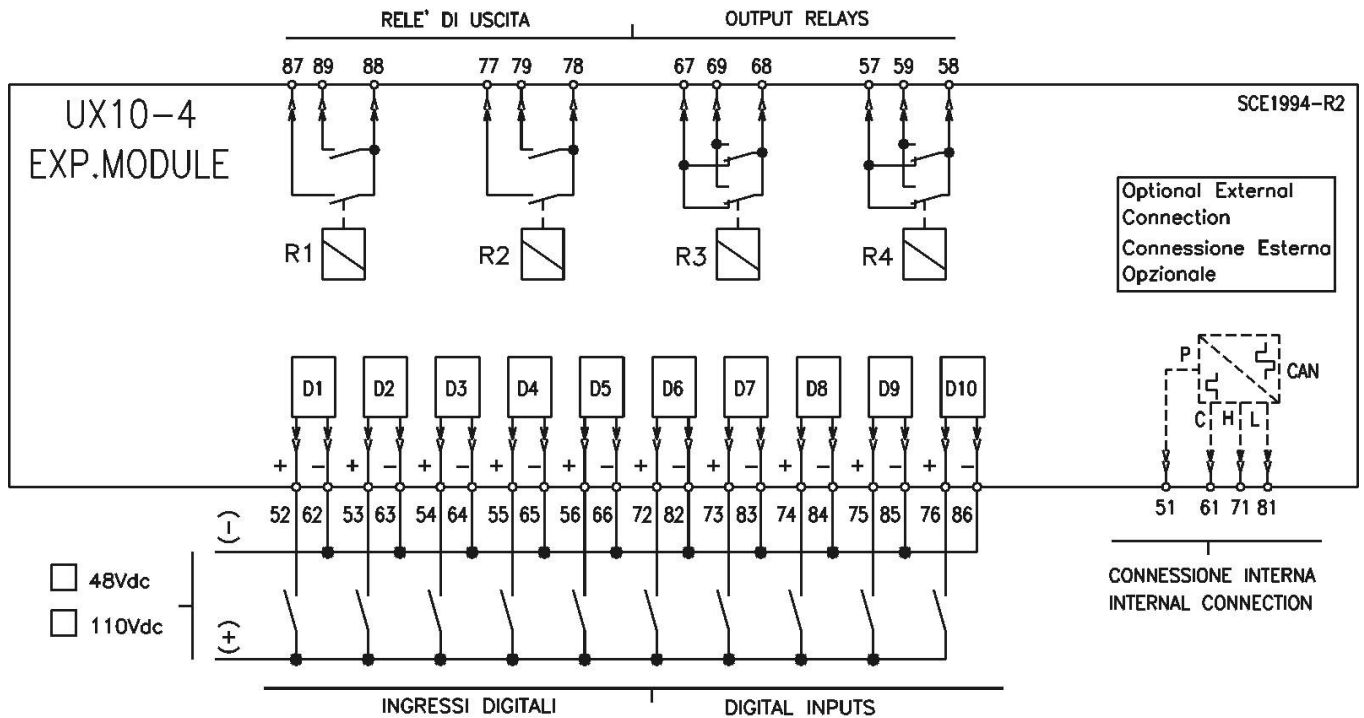 RELE' DI USCITA OUTPUT RELAYS
87 89 88 77 79 78 67 69 68 57 59 58
UX10-4
EXP.MODULE
SCE1994-R2
Optional External
Connection
Connessione Esterna
Opzionale
R1 R2 R3 R4
D1 D2 D3 D4 D5 D6 D7 D8 D9 D10
P CAN
C H L
+ − + − + − + − + − + − + − + − + − + −
52 62 53 63 54 64 55 65 56 66 72 82 73 83 74 84 75 85 76 86
51 61 71 81
(−)
48Vdc
110Vdc
(+)
CONNESSIONE INTERNA
INTERNAL CONNECTION
INGRESSI DIGITALI DIGITAL INPUTS